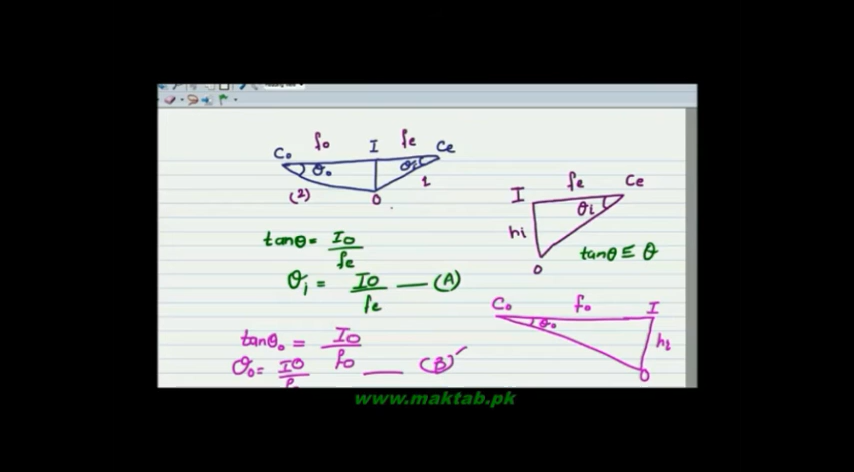 fo I fe
Co θo θi Ce
(2) O 1
fe
I Ce
θi
hi
O
tanθ = IO/fe
tanθ ≅ θ
θi = IO/fe — (A)
Co fo I
θo
hi
O
tanθo = IO/fo
θo = IO — (B)
www.maktab.pk